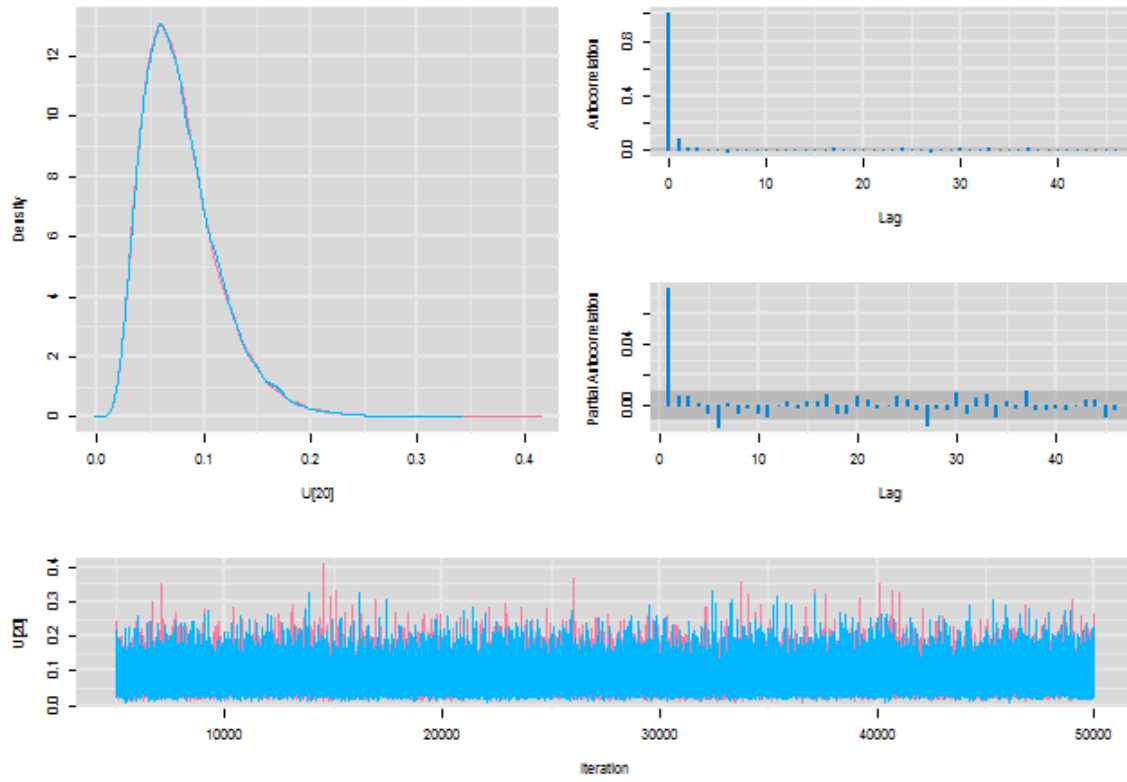 Density
12
10
8
6
4
2
0
0.0 0.1 0.2 0.3 0.4
U[20]
Autocorrelation
0.8
0.4
0.0
0 10 20 30 40
Lag
Partial Autocorrelation
0.04
0.00
0 10 20 30 40
Lag
U[20]
0.4
0.3
0.2
0.1
0.0
10000 20000 30000 40000 50000
Iteration